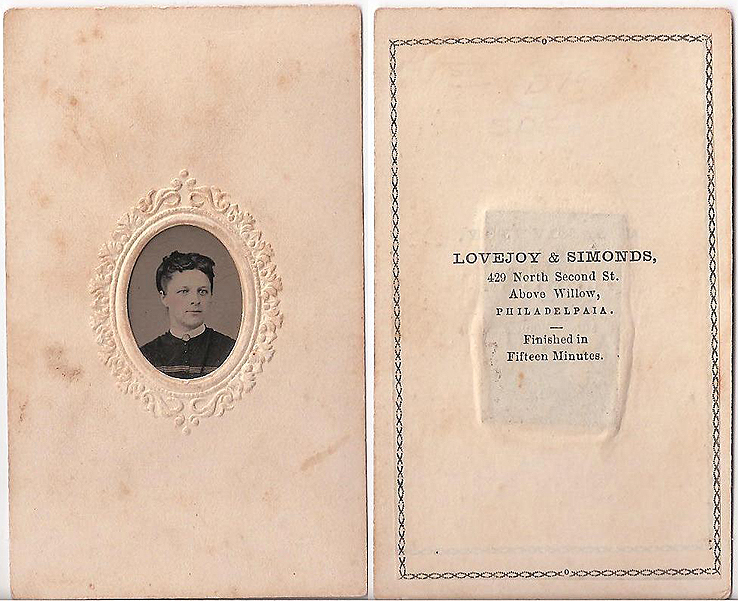 LOVEJOY & SIMONDS,
429 North Second St.
Above Willow,
PHILADELPAIA.
Finished in
Fifteen Minutes.